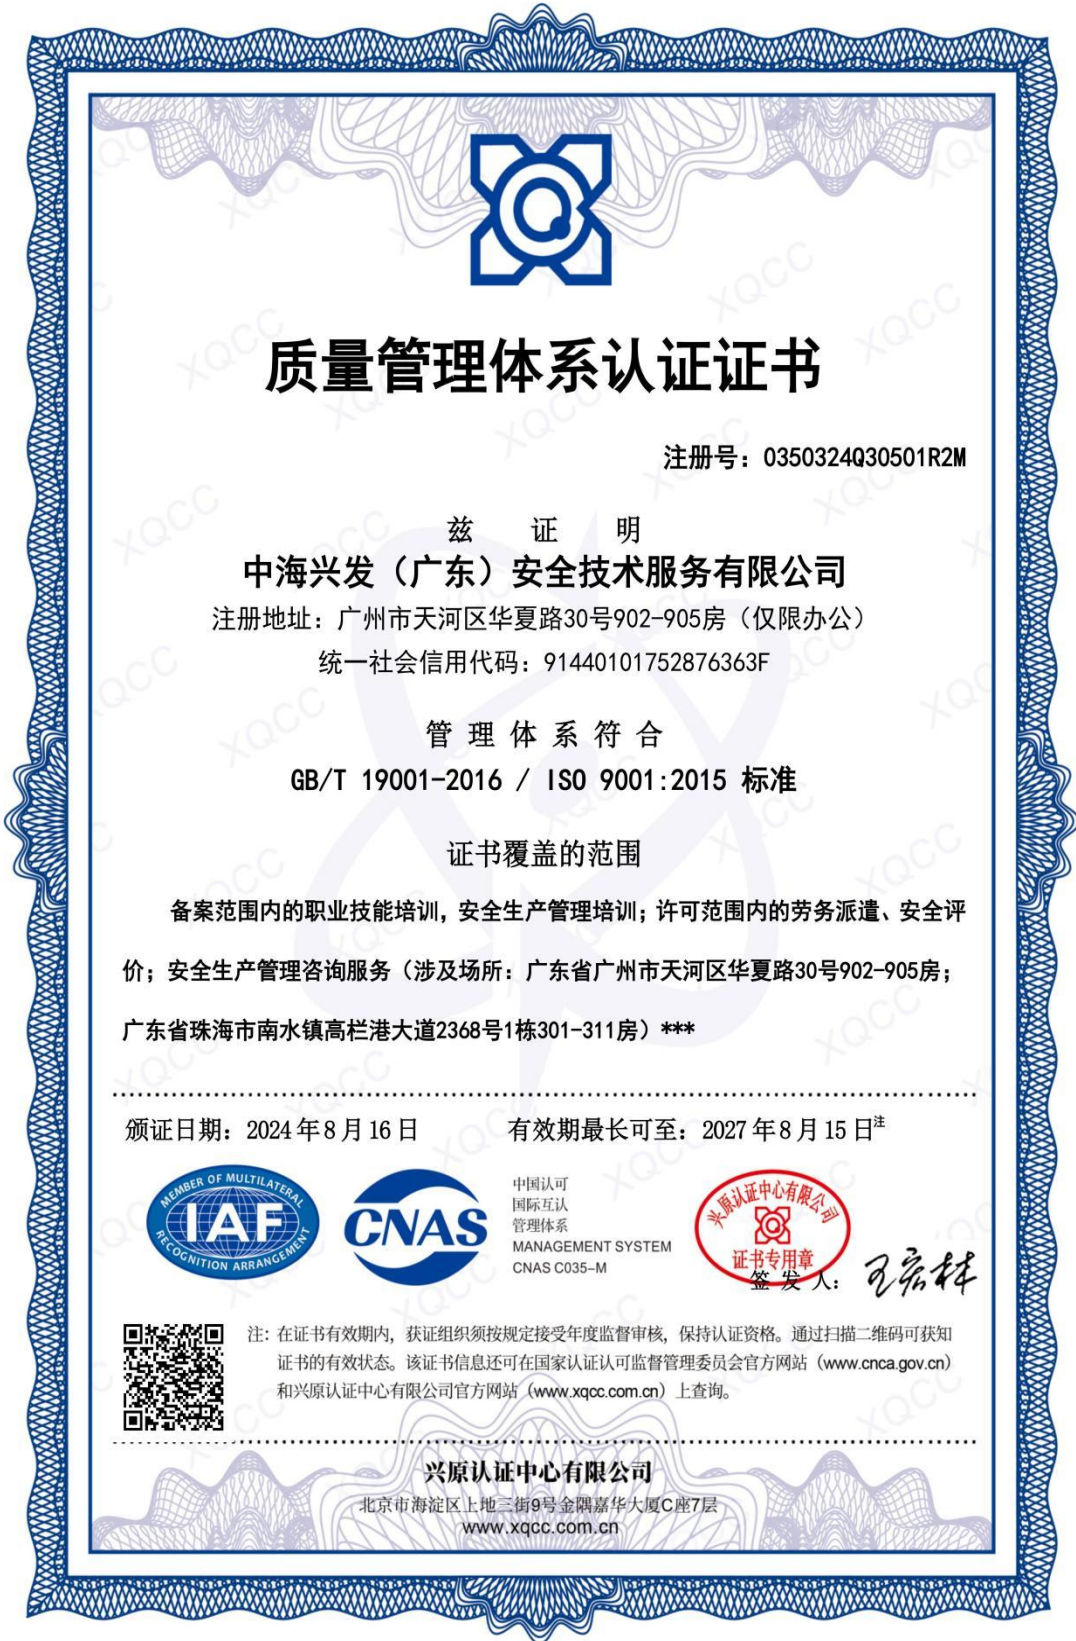 质量管理体系认证证书
注册号：0350324Q30501R2M
兹 证 明
中海兴发（广东）安全技术服务有限公司
注册地址：广州市天河区华夏路30号902-905房（仅限办公）
统一社会信用代码：91440101752876363F
管 理 体 系 符 合
GB/T 19001-2016 / ISO 9001:2015 标准
证书覆盖的范围
备案范围内的职业技能培训，安全生产管理培训；许可范围内的劳务派遣、安全评
价；安全生产管理咨询服务（涉及场所：广东省广州市天河区华夏路30号902-905房；
广东省珠海市南水镇高栏港大道2368号1栋301-311房）***
颁证日期：2024年8月16日 有效期最长可至：2027年8月15日注
MEMBER OF MULTILATERAL
IAF
RECOGNITION ARRANGEMENT
CNAS
中国认可
国际互认
管理体系
MANAGEMENT SYSTEM
CNAS C035-M
兴原认证中心有限公司
证书专用章
签 发 人：
王宏林
注：在证书有效期内，获证组织须按规定接受年度监督审核，保持认证资格。通过扫描二维码可获知
证书的有效状态。该证书信息还可在国家认证认可监督管理委员会官方网站（www.cnca.gov.cn）
和兴原认证中心有限公司官方网站（www.xqcc.com.cn）上查询。
兴原认证中心有限公司
北京市海淀区上地三街9号金隅嘉华大厦C座7层
www.xqcc.com.cn